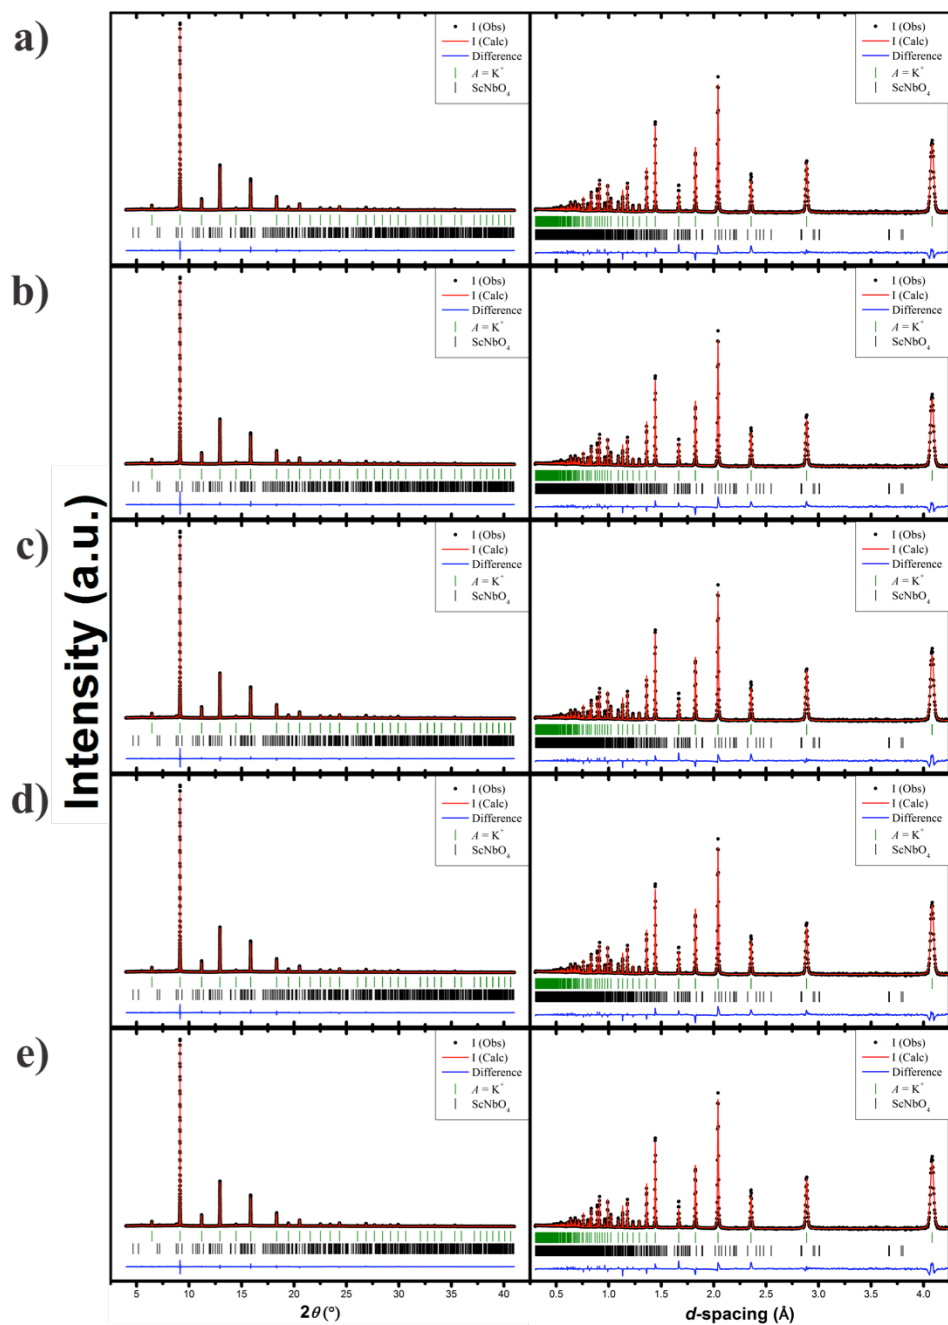 a)
I (Obs)
I (Calc)
Difference
A = K⁺
ScNbO₄
I (Obs)
I (Calc)
Difference
A = K⁺
ScNbO₄
b)
I (Obs)
I (Calc)
Difference
A = K⁺
ScNbO₄
I (Obs)
I (Calc)
Difference
A = K⁺
ScNbO₄
c)
I (Obs)
I (Calc)
Difference
A = K⁺
ScNbO₄
I (Obs)
I (Calc)
Difference
A = K⁺
ScNbO₄
d)
I (Obs)
I (Calc)
Difference
A = K⁺
ScNbO₄
I (Obs)
I (Calc)
Difference
A = K⁺
ScNbO₄
e)
I (Obs)
I (Calc)
Difference
A = K⁺
ScNbO₄
I (Obs)
I (Calc)
Difference
A = K⁺
ScNbO₄
Intensity (a.u.)
5 10 15 20 25 30 35 40
0.5 1.0 1.5 2.0 2.5 3.0 3.5 4.0
2θ (°)
d-spacing (Å)